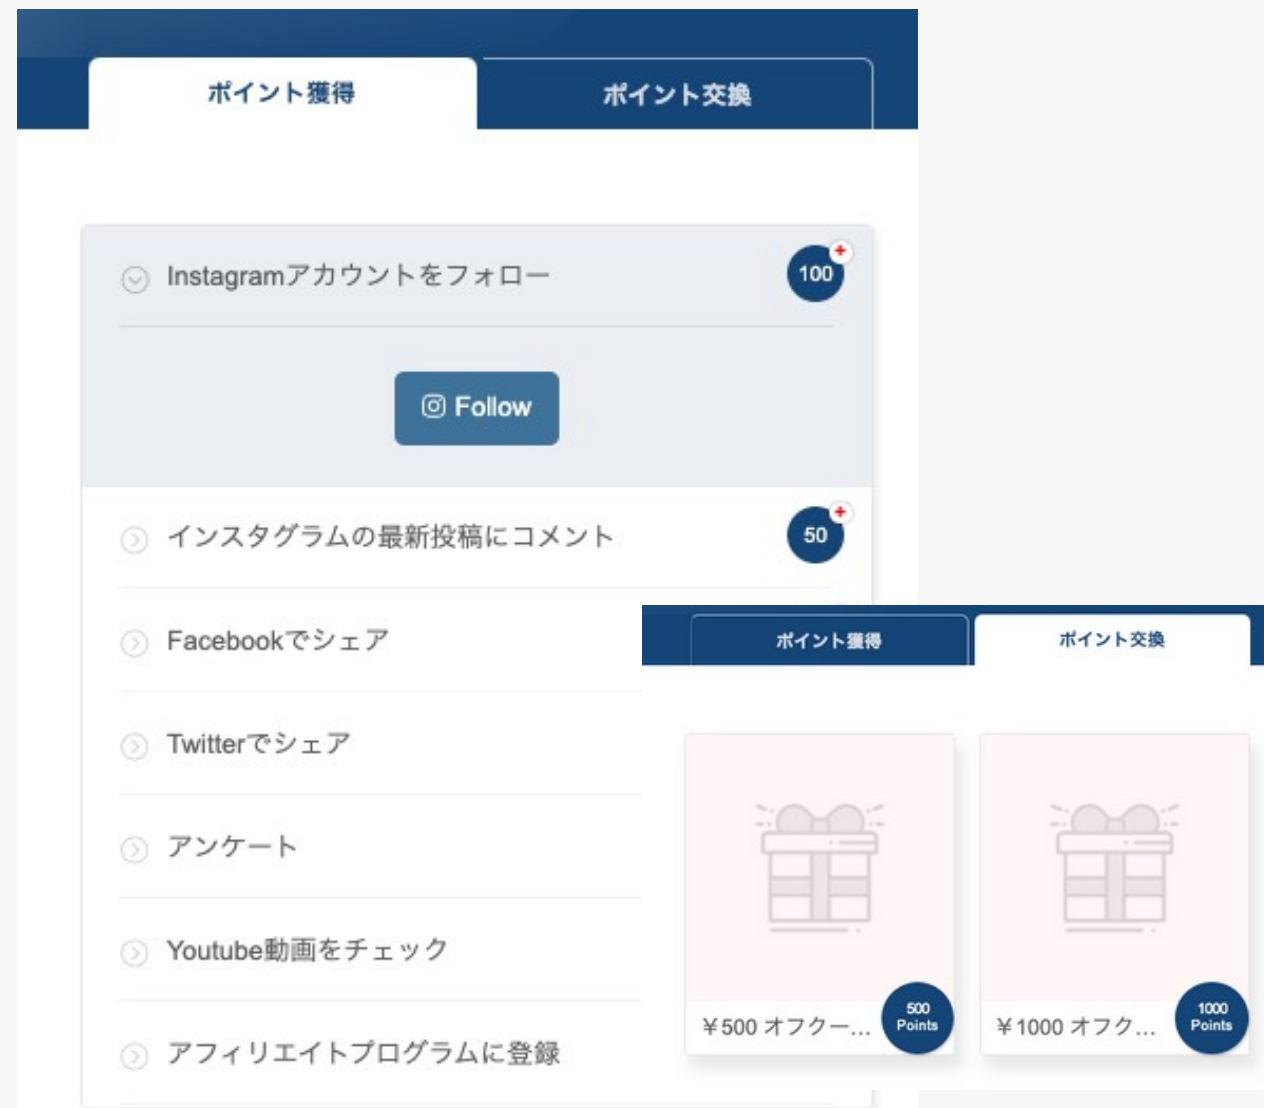 ポイント獲得
ポイント交換
Instagramアカウントをフォロー
100
+
Follow
インスタグラムの最新投稿にコメント
50
+
Facebookでシェア
Twitterでシェア
アンケート
Youtube動画をチェック
アフィリエイトプログラムに登録
ポイント獲得
ポイント交換
¥500 オフクー...
500
Points
¥1000 オフク...
1000
Points